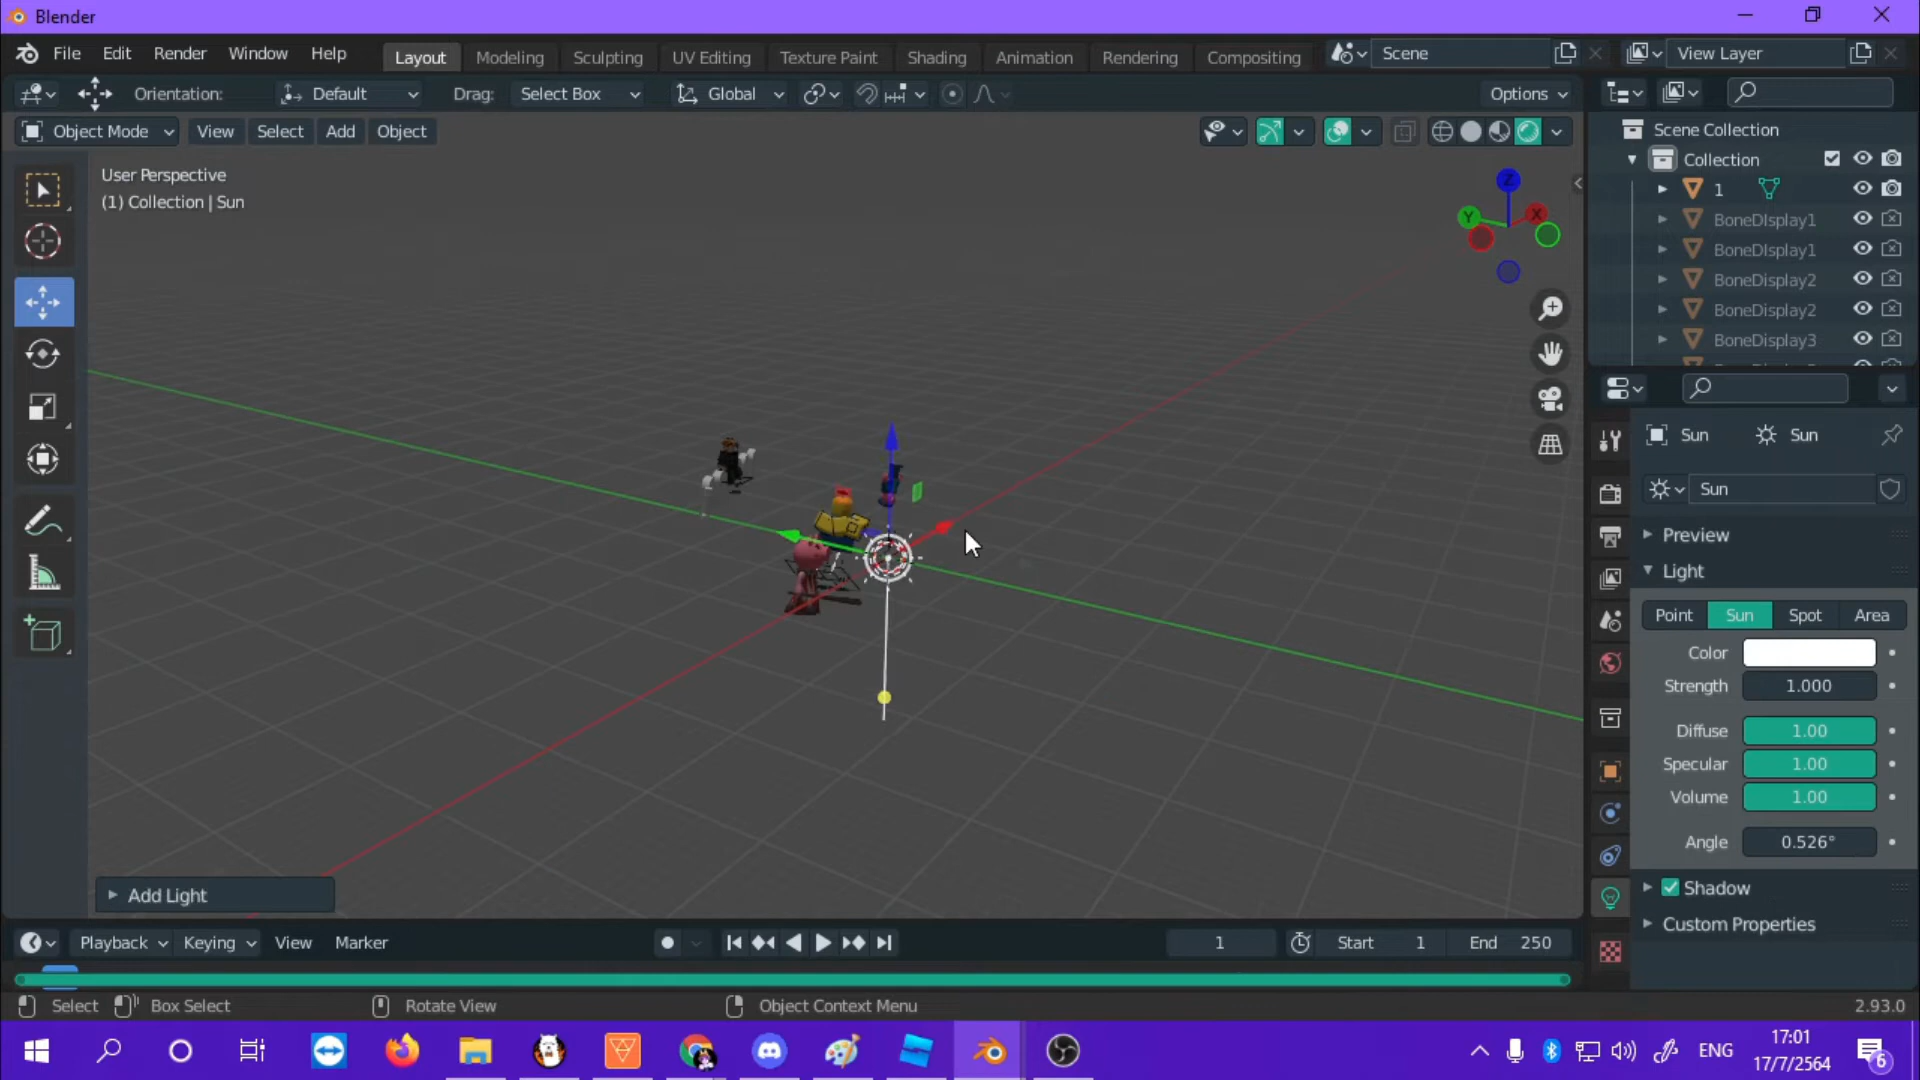 Blender
File Edit Render Window Help Layout Modeling Sculpting UV Editing Texture Paint Shading Animation Rendering Compositing Scene View Layer
Orientation: Default Drag: Select Box Global Options
Object Mode View Select Add Object
User Perspective
(1) Collection | Sun
Z
Y
X
Scene Collection
Collection
1
BoneDIsplay1
BoneDisplay1
BoneDisplay2
BoneDisplay2
BoneDisplay3
Sun Sun
Sun
Preview
Light
Point Sun Spot Area
Color
Strength 1.000
Diffuse 1.00
Specular 1.00
Volume 1.00
Angle 0.526°
Shadow
Custom Properties
Add Light
Playback Keying View Marker 1 Start 1 End 250
Select Box Select Rotate View Object Context Menu 2.93.0
ENG
17:01
17/7/2564
6